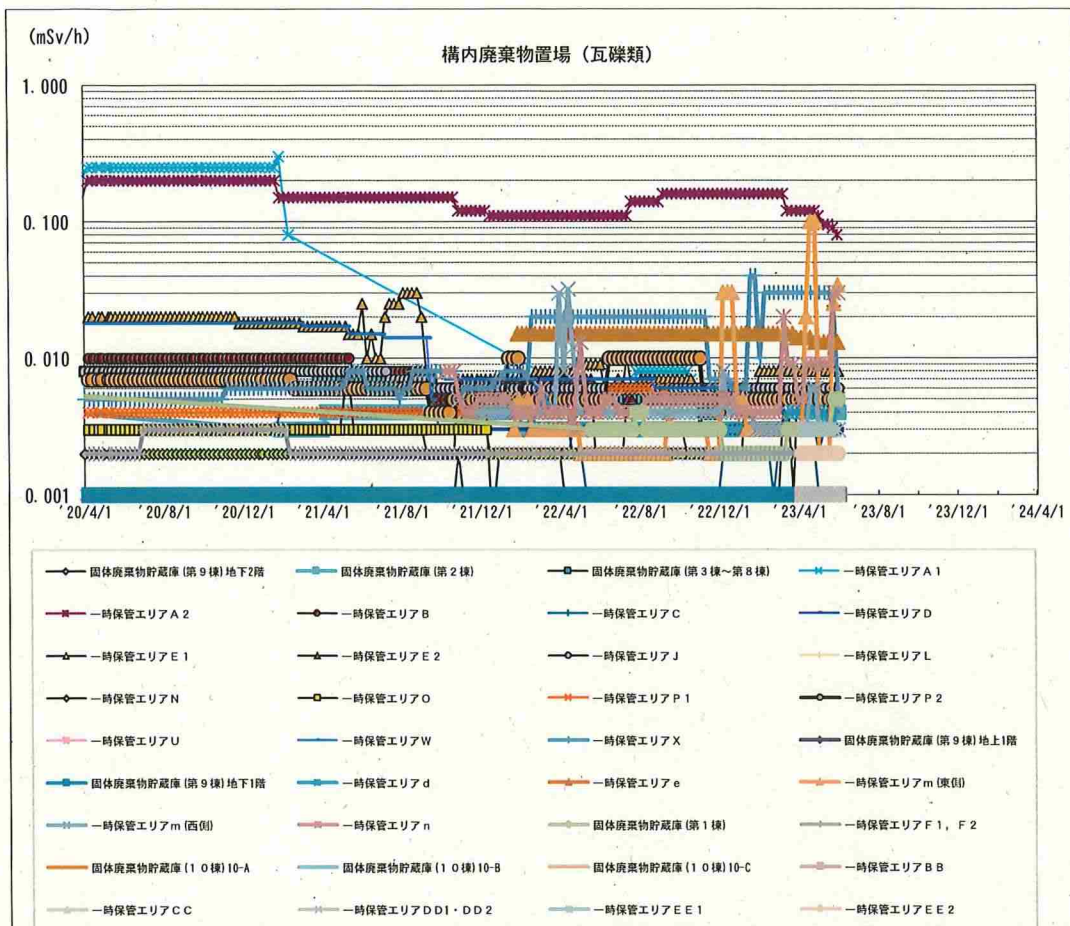 (mSv/h)
構内廃棄物置場（瓦礫類）
1.000
0.100
0.010
0.001
'20/4/1 '20/8/1 '20/12/1 '21/4/1 '21/8/1 '21/12/1 '22/4/1 '22/8/1 '22/12/1 '23/4/1 '23/8/1 '23/12/1 '24/4/1
固体廃棄物貯蔵庫(第９棟)地下2階 固体廃棄物貯蔵庫(第２棟) 固体廃棄物貯蔵庫(第３棟～第８棟) 一時保管エリアＡ１
一時保管エリアＡ２ 一時保管エリアＢ 一時保管エリアＣ 一時保管エリアＤ
一時保管エリアＥ１ 一時保管エリアＥ２ 一時保管エリアＪ 一時保管エリアＬ
一時保管エリアＮ 一時保管エリアＯ 一時保管エリアＰ１ 一時保管エリアＰ２
一時保管エリアＵ 一時保管エリアＷ 一時保管エリアＸ 固体廃棄物貯蔵庫(第９棟)地上1階
固体廃棄物貯蔵庫(第９棟)地下1階 一時保管エリアｄ 一時保管エリアｅ 一時保管エリアｍ(東側)
一時保管エリアｍ(西側) 一時保管エリアｎ 固体廃棄物貯蔵庫(第１棟) 一時保管エリアＦ１，Ｆ２
固体廃棄物貯蔵庫(１０棟)10-A 固体廃棄物貯蔵庫(１０棟)10-B 固体廃棄物貯蔵庫(１０棟)10-C 一時保管エリアＢＢ
一時保管エリアＣＣ 一時保管エリアＤＤ1・ＤＤ２ 一時保管エリアＥＥ１ 一時保管エリアＥＥ２